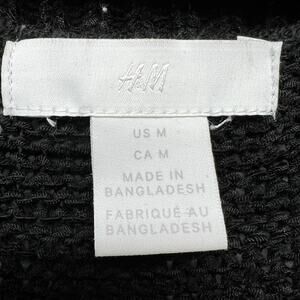 H&M
US M
CA M
MADE IN
BANGLADESH
FABRIQUÉ AU
BANGLADESH